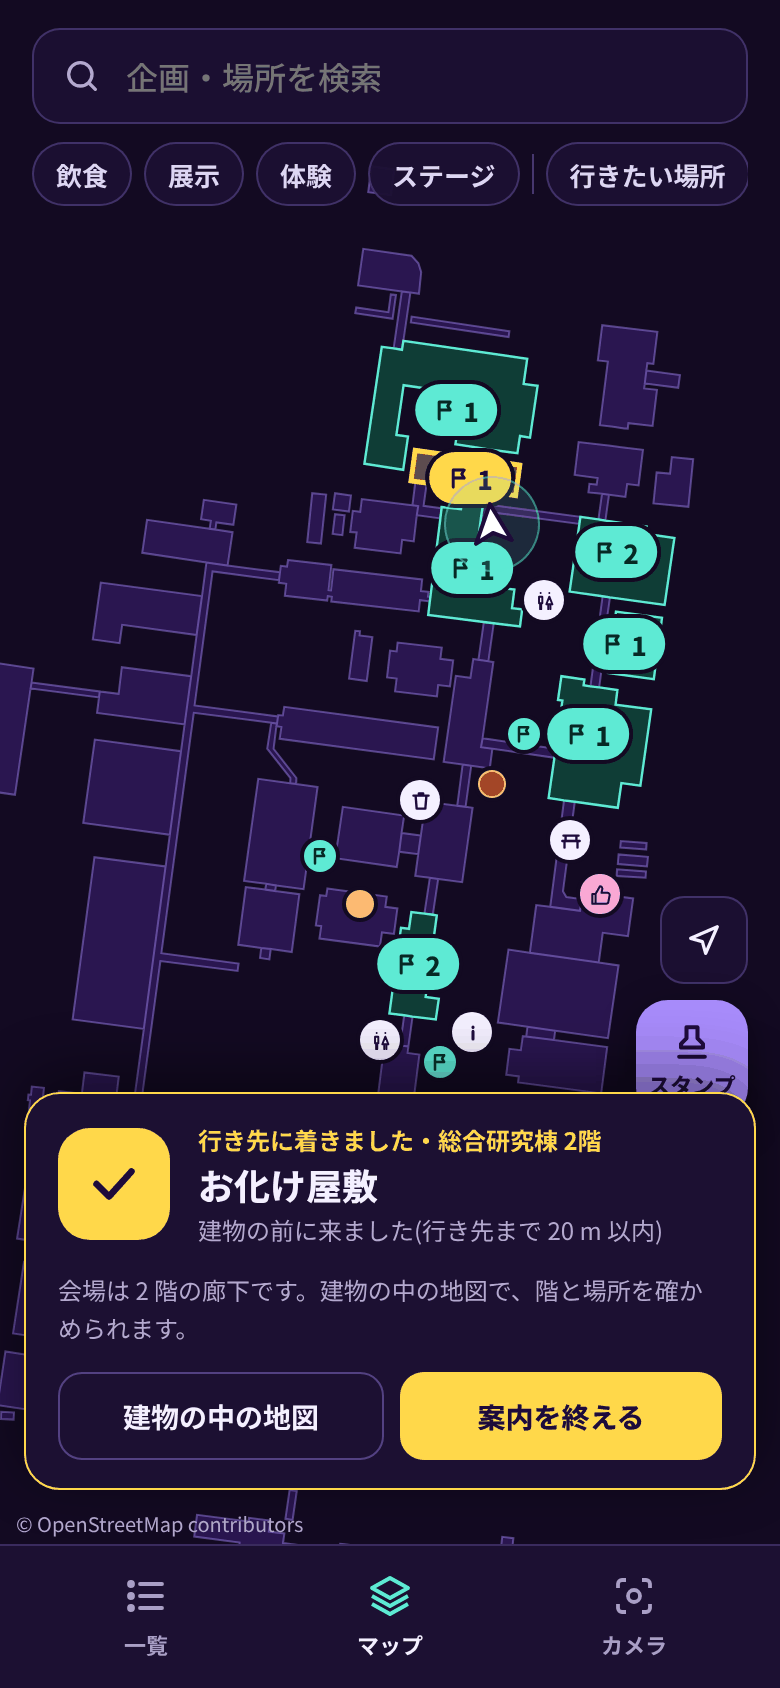 企画・場所を検索
飲食
展示
体験
ステージ
行きたい場所
1
1
1
2
1
1
2
スタンプ
行き先に着きました・総合研究棟 2階
お化け屋敷
建物の前に来ました(行き先まで 20 m 以内)
会場は 2 階の廊下です。建物の中の地図で、階と場所を確か
められます。
建物の中の地図
案内を終える
© OpenStreetMap contributors
一覧
マップ
カメラ